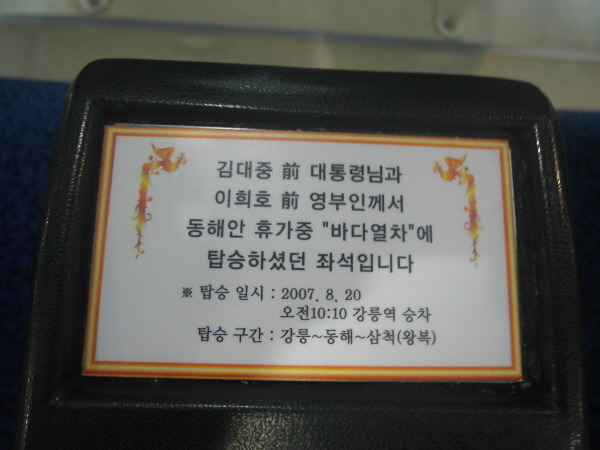 김대중 前 대통령님과
이희호 前 영부인께서
동해안 휴가중 "바다열차"에
탑승하셨던 좌석입니다
※ 탑승 일시 : 2007. 8. 20
오전10:10 강릉역 승차
탑승 구간 : 강릉~동해~삼척(왕복)